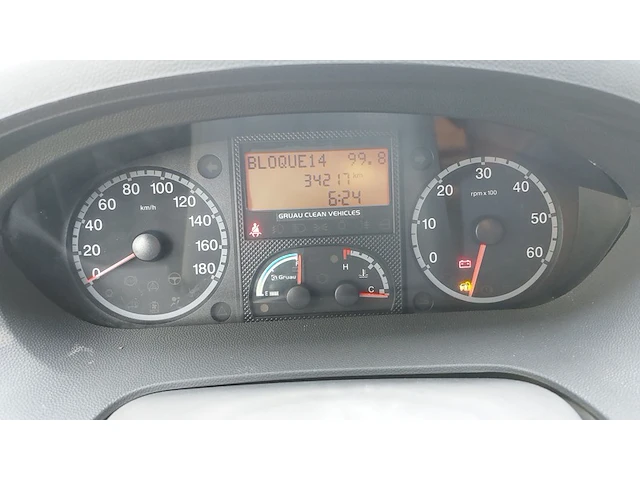 BLOQUE14 99.8
34217 km
6:24
GRUAU CLEAN VEHICLES
0 20 40 60 80 100 120 140 160 180
km/h
Gruau
E
H
C
0 10 20 30 40 50 60
rpm x 100